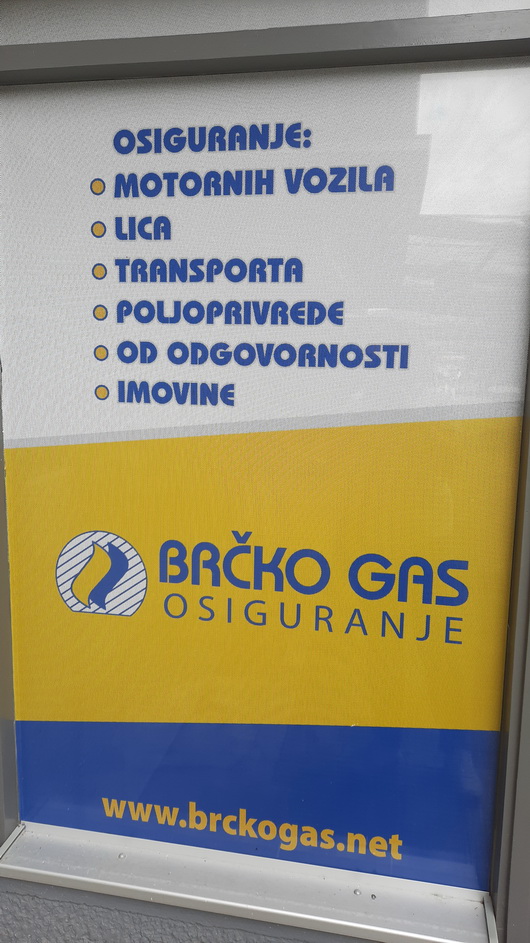 OSIGURANJE:
MOTORNIH VOZILA
LICA
TRANSPORTA
POLJOPRIVREDE
OD ODGOVORNOSTI
IMOVINE
BRČKO GAS
OSIGURANJE
www.brckogas.net